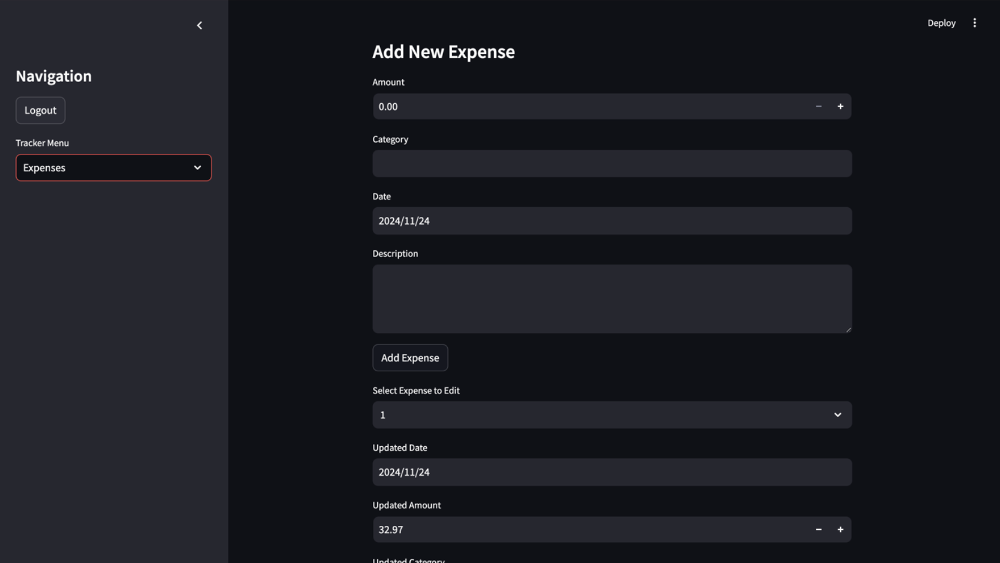 Deploy
Navigation
Logout
Tracker Menu
Expenses
Add New Expense
Amount
0.00
Category
Date
2024/11/24
Description
Add Expense
Select Expense to Edit
1
Updated Date
2024/11/24
Updated Amount
32.97
Updated Category